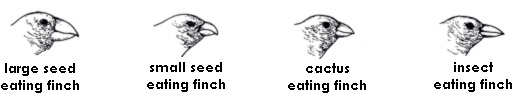 large seed
eating finch
small seed
eating finch
cactus
eating finch
insect
eating finch